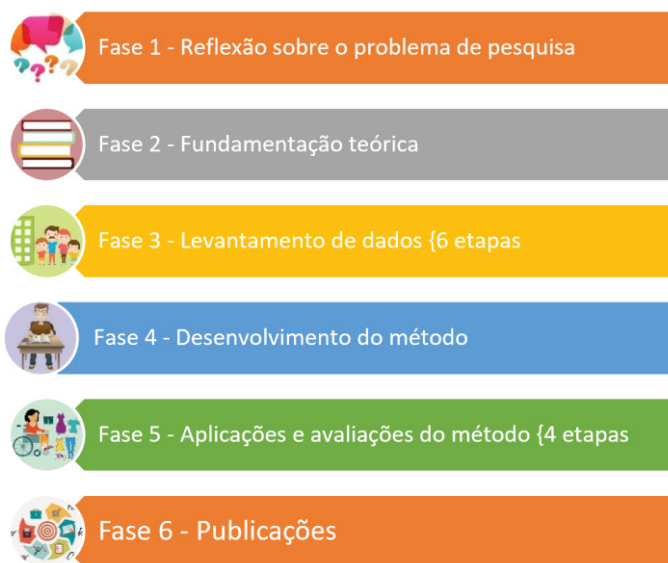 Fase 1 - Reflexão sobre o problema de pesquisa
Fase 2 - Fundamentação teórica
Fase 3 - Levantamento de dados {6 etapas
Fase 4 - Desenvolvimento do método
Fase 5 - Aplicações e avaliações do método {4 etapas
Fase 6 - Publicações